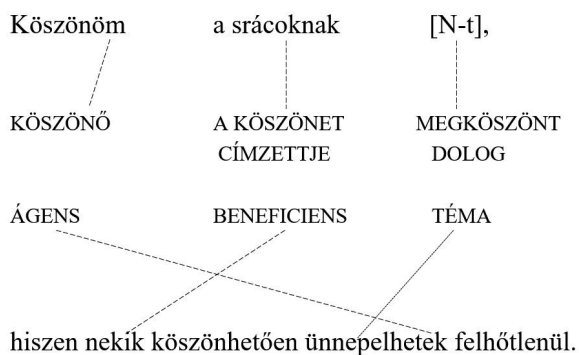 Köszönöm a srácoknak [N-t],
KÖSZÖNŐ A KÖSZÖNET MEGKÖSZÖNT
CÍMZETTJE DOLOG
ÁGENS BENEFICIENS TÉMA
hiszen nekik köszönhetően ünnepelhetek felhőtlenül.